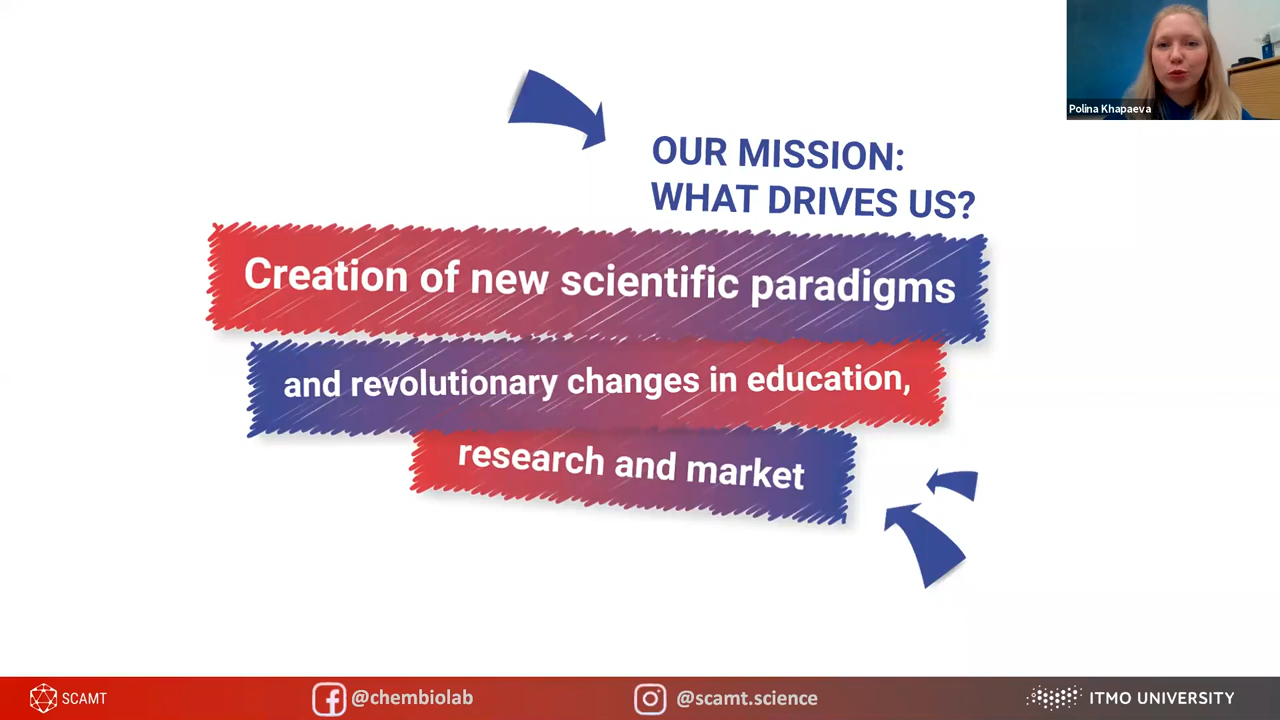 Polina Khapaeva
OUR MISSION:
WHAT DRIVES US?
Creation of new scientific paradigms
and revolutionary changes in education,
research and market
SCAMT
@chembiolab
@scamt.science
ITMO UNIVERSITY